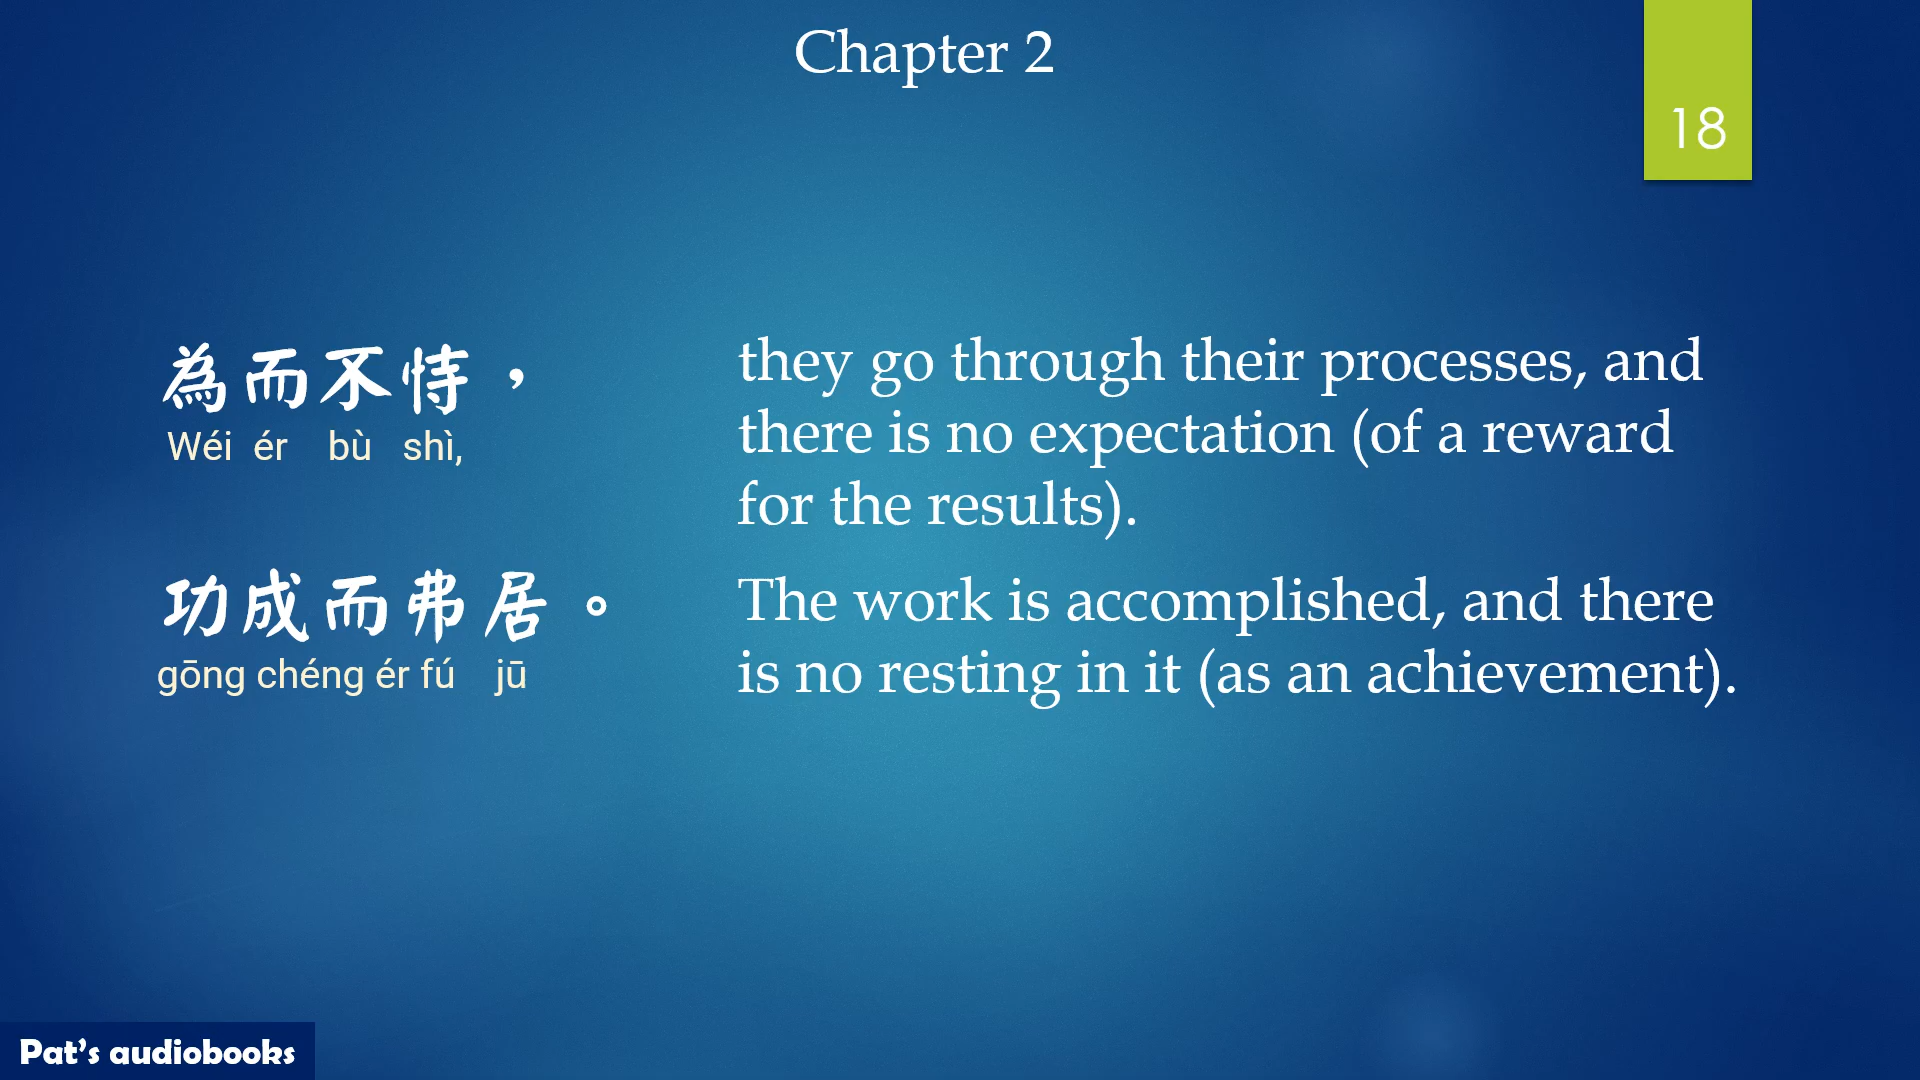 Chapter 2
18
為而不恃，
Wéi ér bù shì,
they go through their processes, and
there is no expectation (of a reward
for the results).
功成而弗居。
gōng chéng ér fú jū
The work is accomplished, and there
is no resting in it (as an achievement).
Pat’s audiobooks